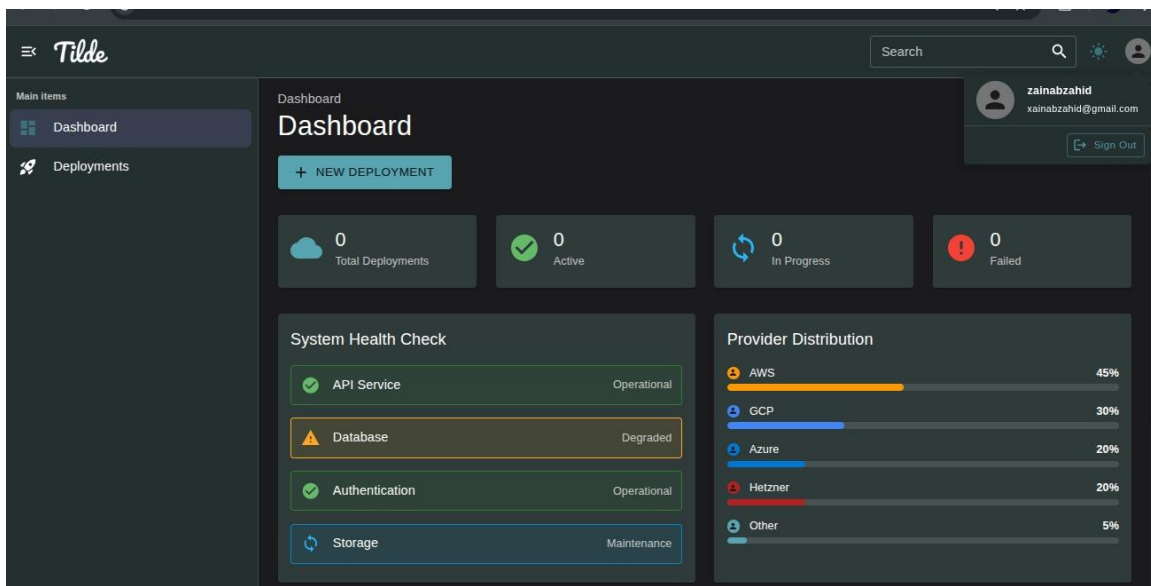 Tilde
Search
zainabzahid
xainabzahid@gmail.com
Sign Out
Main items
Dashboard
Deployments
Dashboard
Dashboard
+ NEW DEPLOYMENT
0
Total Deployments
0
Active
0
In Progress
0
Failed
System Health Check
API Service Operational
Database Degraded
Authentication Operational
Storage Maintenance
Provider Distribution
AWS 45%
GCP 30%
Azure 20%
Hetzner 20%
Other 5%